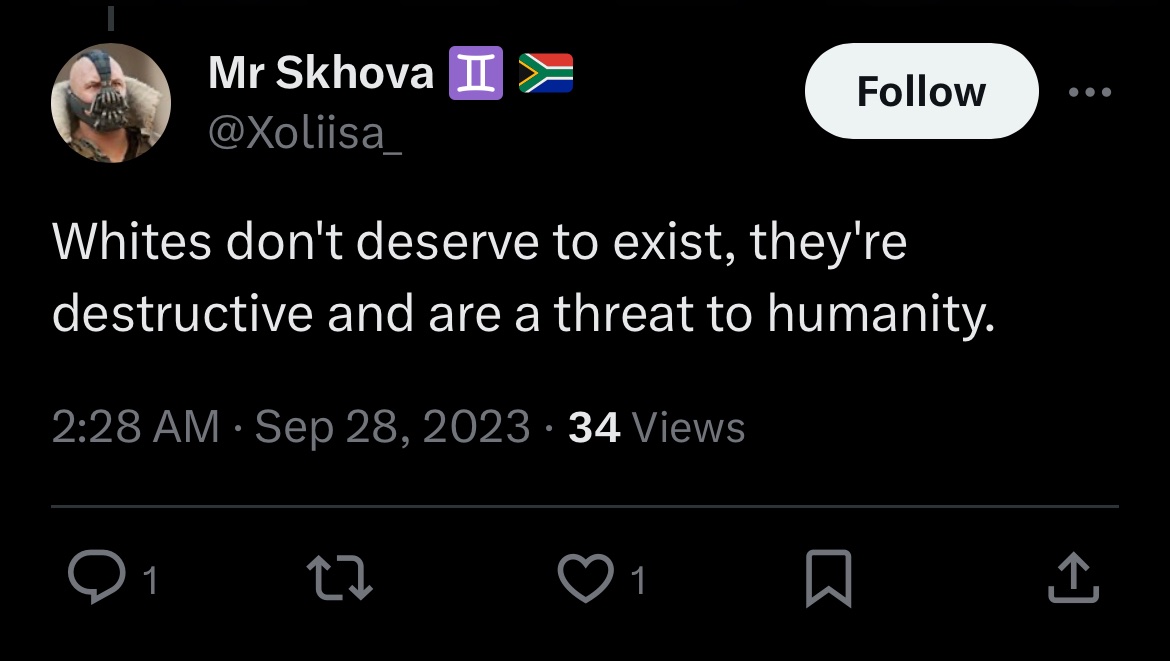 Mr Skhova ♊ 🇿🇦
Follow
@Xoliisa_
Whites don't deserve to exist, they're
destructive and are a threat to humanity.
2:28 AM · Sep 28, 2023 · 34 Views
1
1